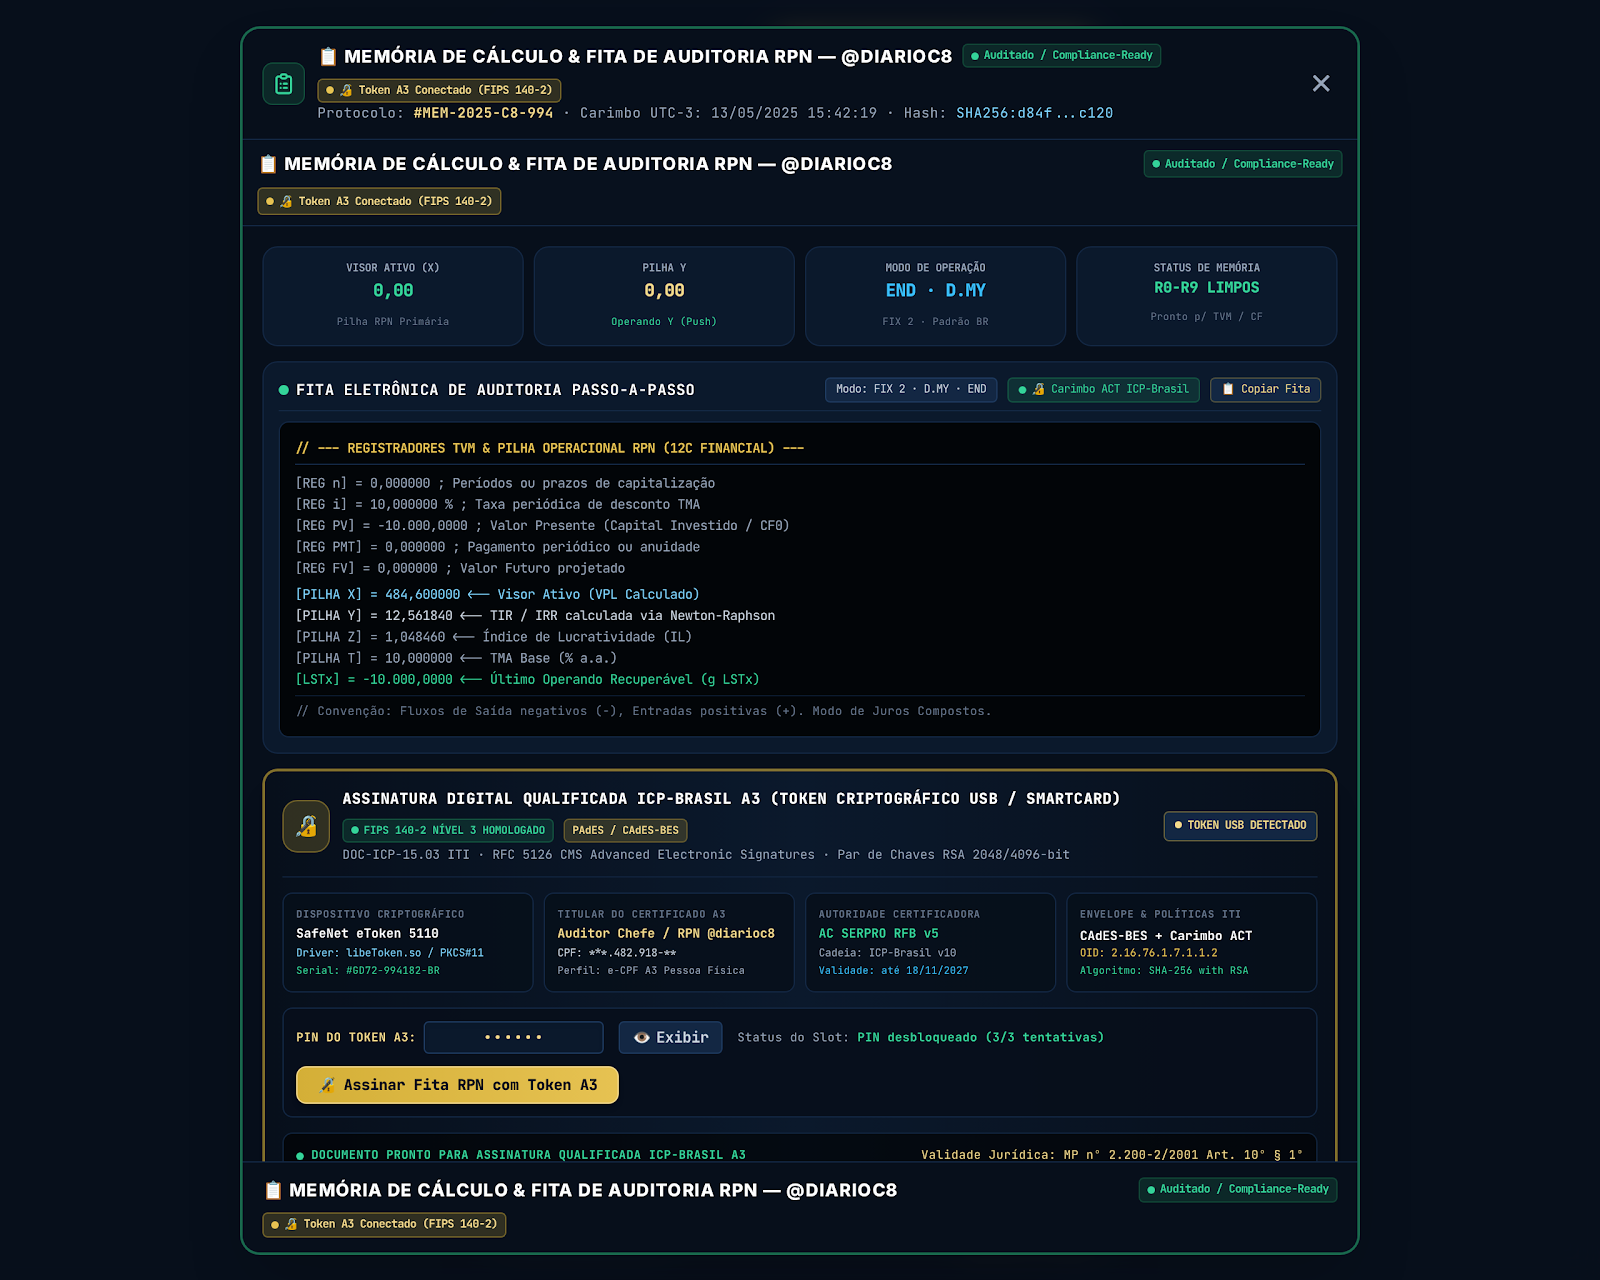 📋 MEMÓRIA DE CÁLCULO & FITA DE AUDITORIA RPN — @DIARIOC8
Auditado / Compliance-Ready
Token A3 Conectado (FIPS 140-2)
Protocolo: #MEM-2025-C8-994 · Carimbo UTC-3: 13/05/2025 15:42:19 · Hash: SHA256:d84f...c120
📋 MEMÓRIA DE CÁLCULO & FITA DE AUDITORIA RPN — @DIARIOC8
Auditado / Compliance-Ready
Token A3 Conectado (FIPS 140-2)
VISOR ATIVO (X)
0,00
Pilha RPN Primária
PILHA Y
0,00
Operando Y (Push)
MODO DE OPERAÇÃO
END · D.MY
FIX 2 · Padrão BR
STATUS DE MEMÓRIA
R0-R9 LIMPOS
Pronto p/ TVM / CF
FITA ELETRÔNICA DE AUDITORIA PASSO-A-PASSO
Modo: FIX 2 · D.MY · END
Carimbo ACT ICP-Brasil
Copiar Fita
// --- REGISTRADORES TVM & PILHA OPERACIONAL RPN (12C FINANCIAL) ---
[REG n] = 0,000000 ; Períodos ou prazos de capitalização
[REG i] = 10,000000 % ; Taxa periódica de desconto TMA
[REG PV] = -10.000,0000 ; Valor Presente (Capital Investido / CF0)
[REG PMT] = 0,000000 ; Pagamento periódico ou anuidade
[REG FV] = 0,000000 ; Valor Futuro projetado
[PILHA X] = 484,600000 <-- Visor Ativo (VPL Calculado)
[PILHA Y] = 12,561840 <-- TIR / IRR calculada via Newton-Raphson
[PILHA Z] = 1,048460 <-- Índice de Lucratividade (IL)
[PILHA T] = 10,000000 <-- TMA Base (% a.a.)
[LSTx] = -10.000,0000 <-- Último Operando Recuperável (g LSTx)
// Convenção: Fluxos de Saída negativos (-), Entradas positivas (+). Modo de Juros Compostos.
ASSINATURA DIGITAL QUALIFICADA ICP-BRASIL A3 (TOKEN CRIPTOGRÁFICO USB / SMARTCARD)
FIPS 140-2 NÍVEL 3 HOMOLOGADO
PAdES / CAdES-BES
TOKEN USB DETECTADO
DOC-ICP-15.03 ITI · RFC 5126 CMS Advanced Electronic Signatures · Par de Chaves RSA 2048/4096-bit
DISPOSITIVO CRIPTOGRÁFICO
SafeNet eToken 5110
Driver: libeToken.so / PKCS#11
Serial: #GD72-994182-BR
TITULAR DO CERTIFICADO A3
Auditor Chefe / RPN @diarioc8
CPF: ***.482.918-**
Perfil: e-CPF A3 Pessoa Física
AUTORIDADE CERTIFICADORA
AC SERPRO RFB v5
Cadeia: ICP-Brasil v10
Validade: até 18/11/2027
ENVELOPE & POLÍTICAS ITI
CAdES-BES + Carimbo ACT
OID: 2.16.76.1.7.1.1.2
Algoritmo: SHA-256 with RSA
PIN DO TOKEN A3: ••••••
Exibir
Status do Slot: PIN desbloqueado (3/3 tentativas)
Assinar Fita RPN com Token A3
DOCUMENTO PRONTO PARA ASSINATURA QUALIFICADA ICP-BRASIL A3
Validade Jurídica: MP nº 2.200-2/2001 Art. 10º § 1º
📋 MEMÓRIA DE CÁLCULO & FITA DE AUDITORIA RPN — @DIARIOC8
Auditado / Compliance-Ready
Token A3 Conectado (FIPS 140-2)